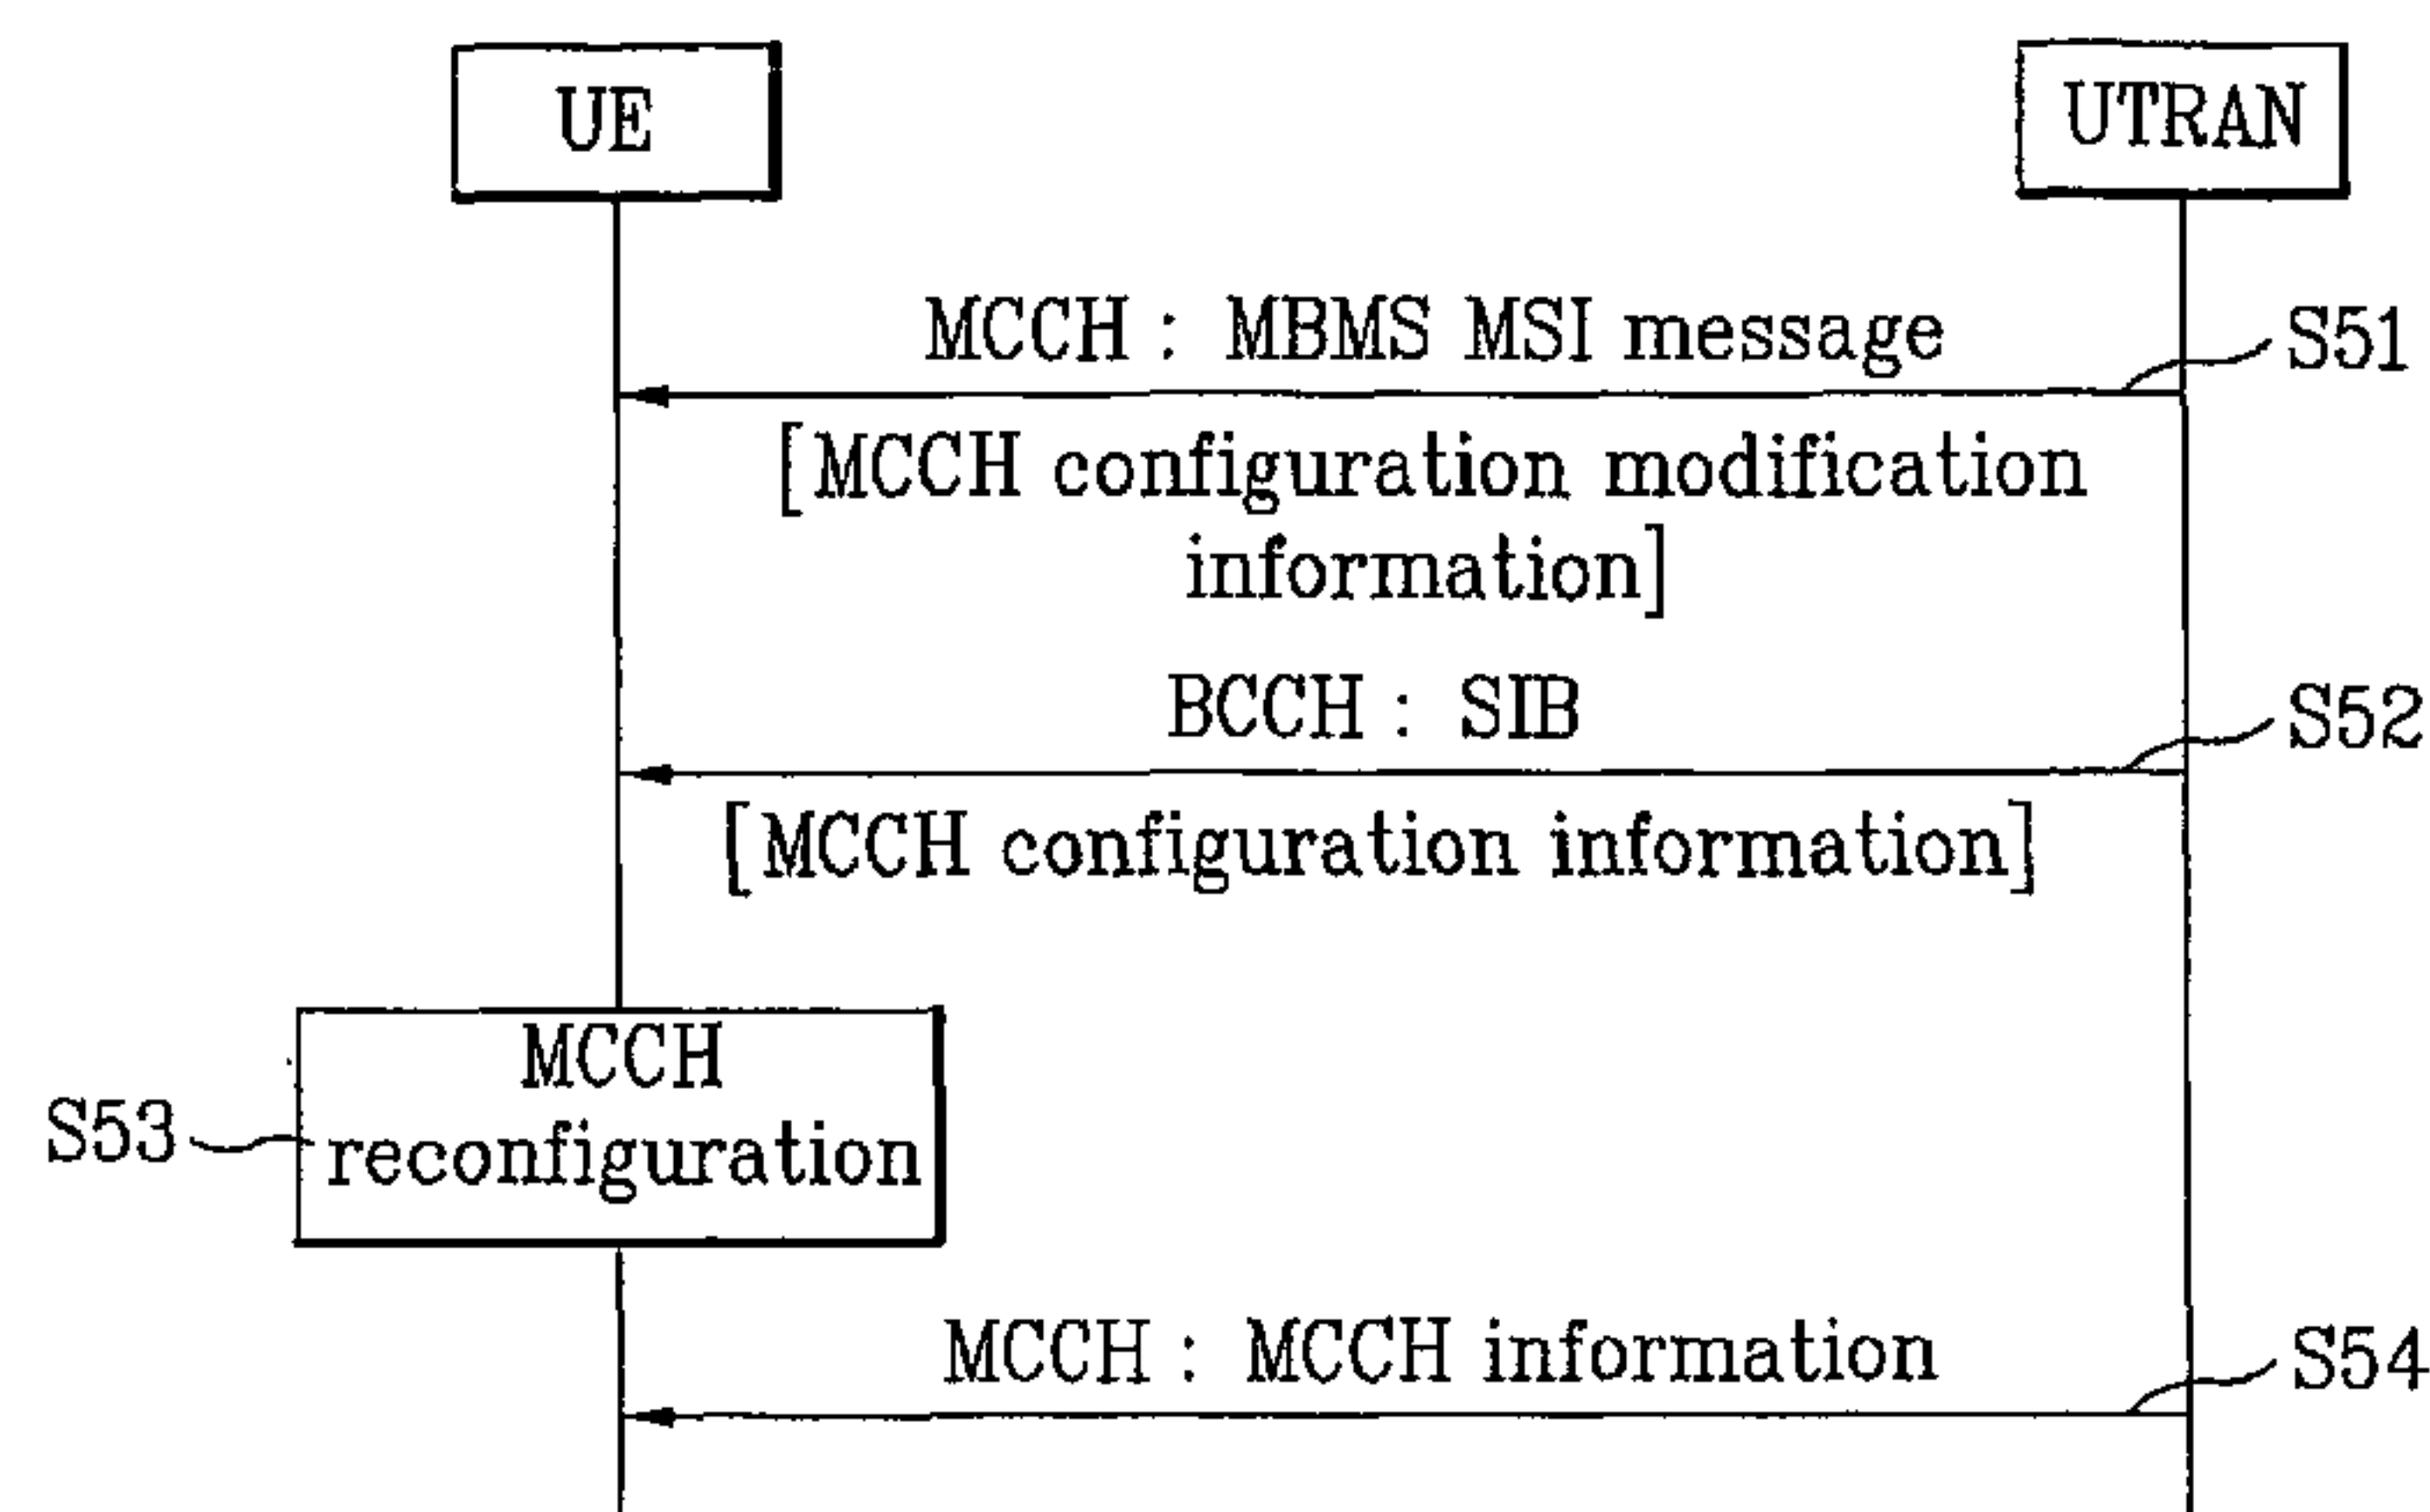 UE
UTRAN
MCCH : MBMS MSI message
S51
[MCCH configuration modification
information]
BCCH : SIB
S52
[MCCH configuration information]
MCCH
S53
reconfiguration
MCCH : MCCH information
S54